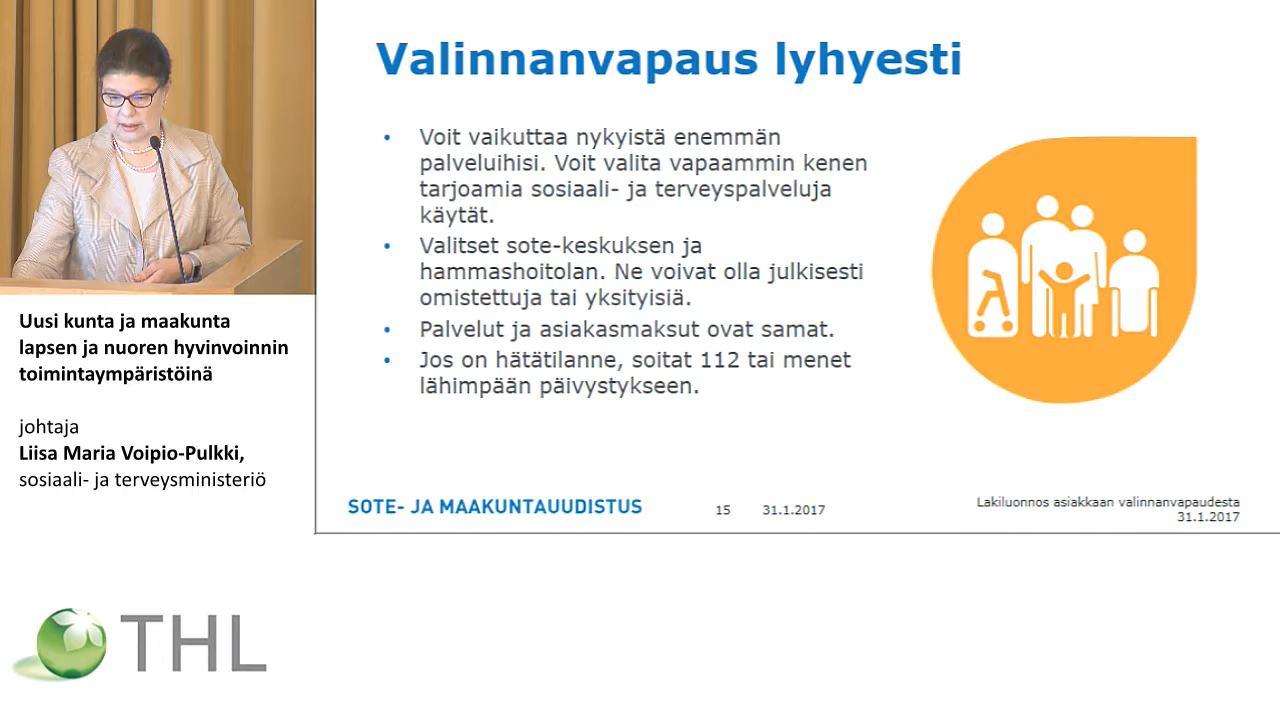 Valinnanvapaus lyhyesti
• Voit vaikuttaa nykyistä enemmän
palveluihisi. Voit valita vapaammin kenen
tarjoamia sosiaali- ja terveyspalveluja
käytät.
• Valitset sote-keskuksen ja
hammashoitolan. Ne voivat olla julkisesti
omistettuja tai yksityisiä.
• Palvelut ja asiakasmaksut ovat samat.
• Jos on hätätilanne, soitat 112 tai menet
lähimpään päivystykseen.
SOTE- JA MAAKUNTAUUDISTUS
15 31.1.2017
Lakiluonnos asiakkaan valinnanvapaudesta
31.1.2017
Uusi kunta ja maakunta
lapsen ja nuoren hyvinvoinnin
toimintaympäristöinä
johtaja
Liisa Maria Voipio-Pulkki,
sosiaali- ja terveysministeriö
THL